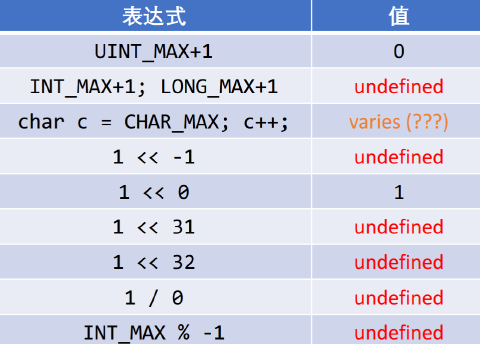 表达式 值
UINT_MAX+1 0
INT_MAX+1; LONG_MAX+1 undefined
char c = CHAR_MAX; c++; varies (???)
1 << -1 undefined
1 << 0 1
1 << 31 undefined
1 << 32 undefined
1 / 0 undefined
INT_MAX % -1 undefined